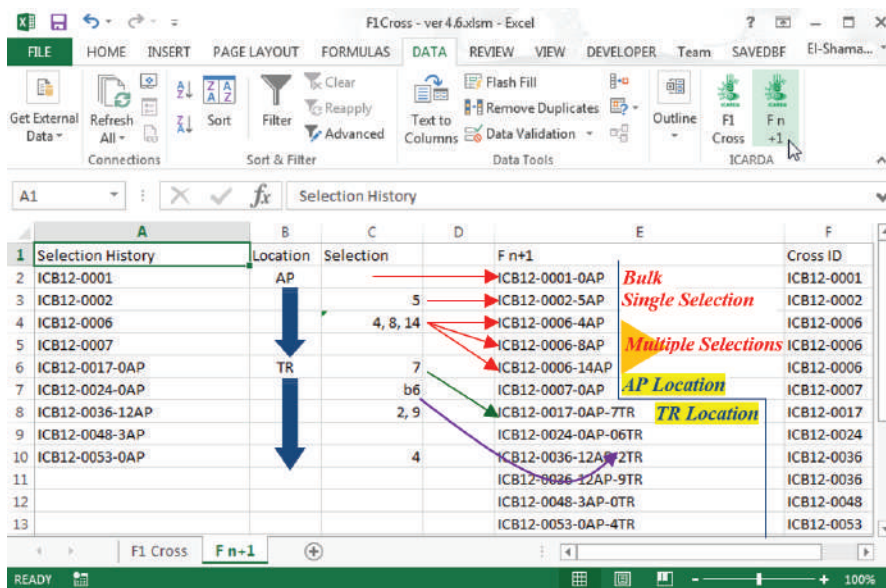 F1Cross - ver4.6.xlsm - Excel
FILE HOME INSERT PAGE LAYOUT FORMULAS DATA REVIEW VIEW DEVELOPER Team SAVEDBF El-Shama...
Get External Data
Refresh All
Connections
Sort
Filter
Clear
Reapply
Advanced
Sort & Filter
Text to Columns
Flash Fill
Remove Duplicates
Data Validation
Data Tools
Outline
F1 Cross
F n +1
ICARDA
A1 fx Selection History
A B C D E F
1 Selection History Location Selection F n+1 Cross ID
2 ICB12-0001 AP ICB12-0001-0AP Bulk ICB12-0001
3 ICB12-0002 5 ICB12-0002-5AP Single Selection ICB12-0002
4 ICB12-0006 4, 8, 14 ICB12-0006-4AP ICB12-0006
5 ICB12-0007 ICB12-0006-8AP Multiple Selections ICB12-0006
6 ICB12-0017-0AP TR 7 ICB12-0006-14AP ICB12-0006
7 ICB12-0024-0AP b6 ICB12-0007-0AP AP Location ICB12-0007
8 ICB12-0036-12AP 2, 9 ICB12-0017-0AP-7TR TR Location ICB12-0017
9 ICB12-0048-3AP ICB12-0024-0AP-06TR ICB12-0024
10 ICB12-0053-0AP 4 ICB12-0036-12AP-2TR ICB12-0036
11 ICB12-0036-12AP-9TR ICB12-0036
12 ICB12-0048-3AP-0TR ICB12-0048
13 ICB12-0053-0AP-4TR ICB12-0053
F1 Cross F n+1
READY 100%